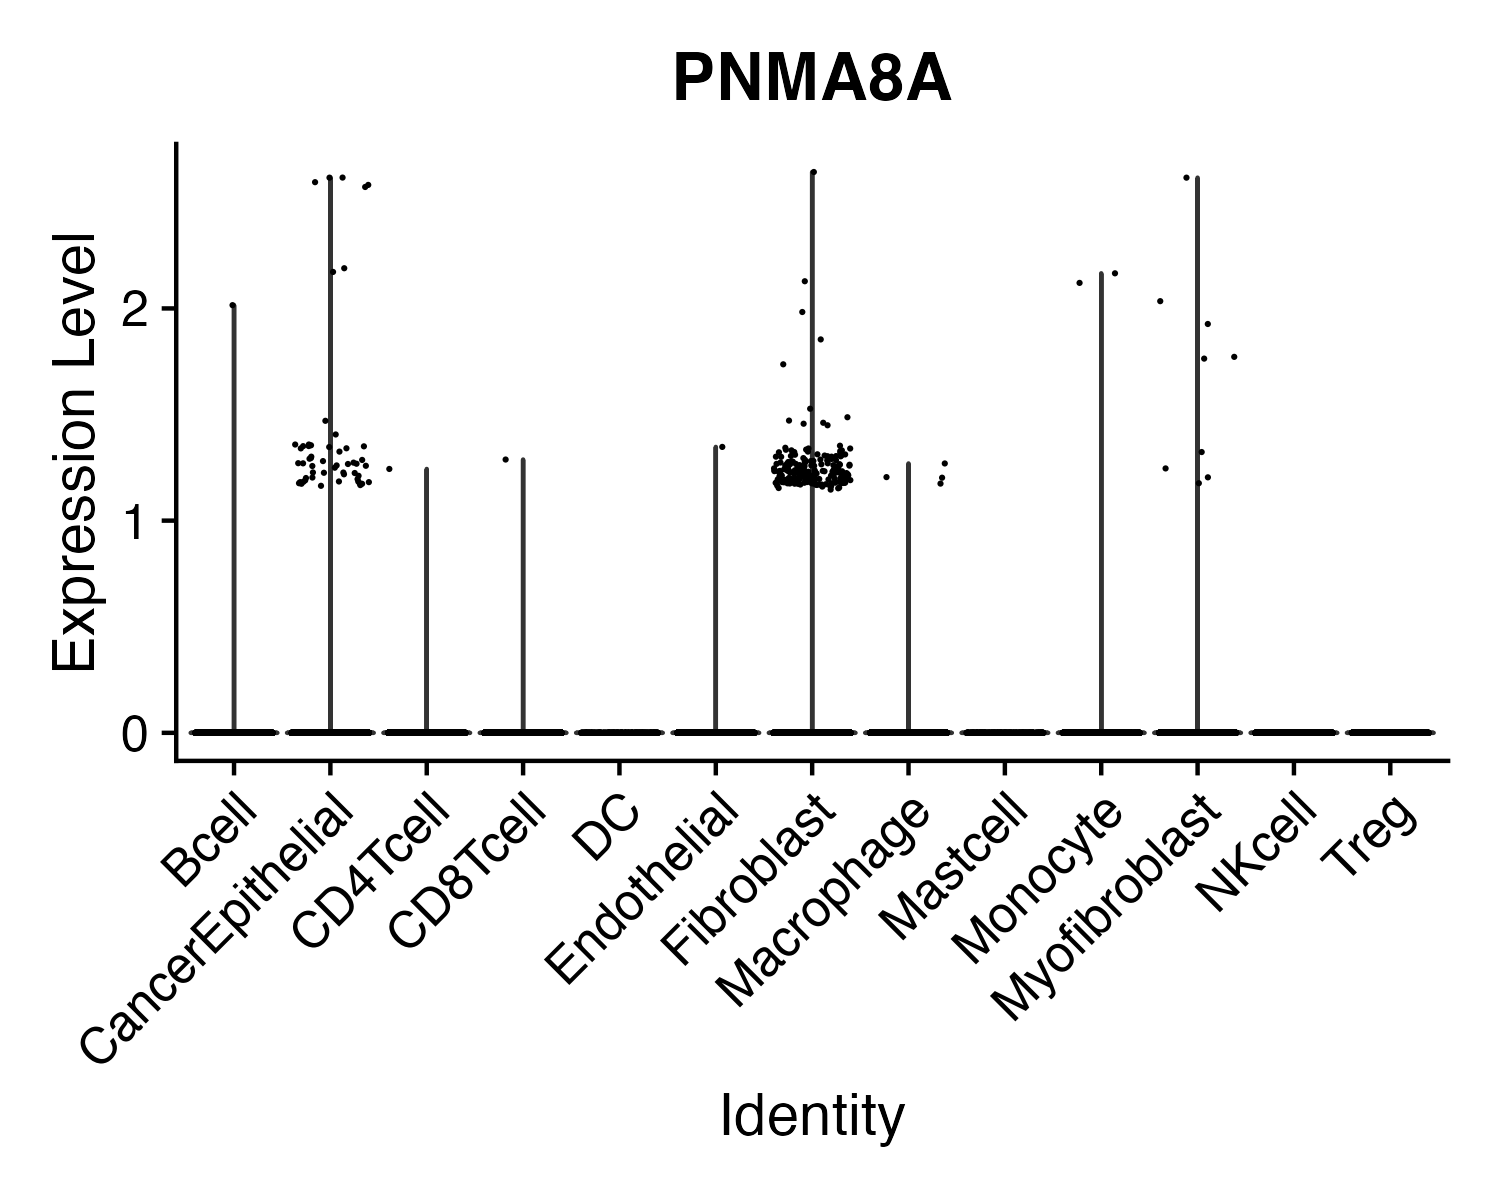 PNMA8A
Expression Level
2
1
0
Bcell
CancerEpithelial
CD4Tcell
CD8Tcell
DC
Endothelial
Fibroblast
Macrophage
Mastcell
Monocyte
Myofibroblast
NKcell
Treg
Identity